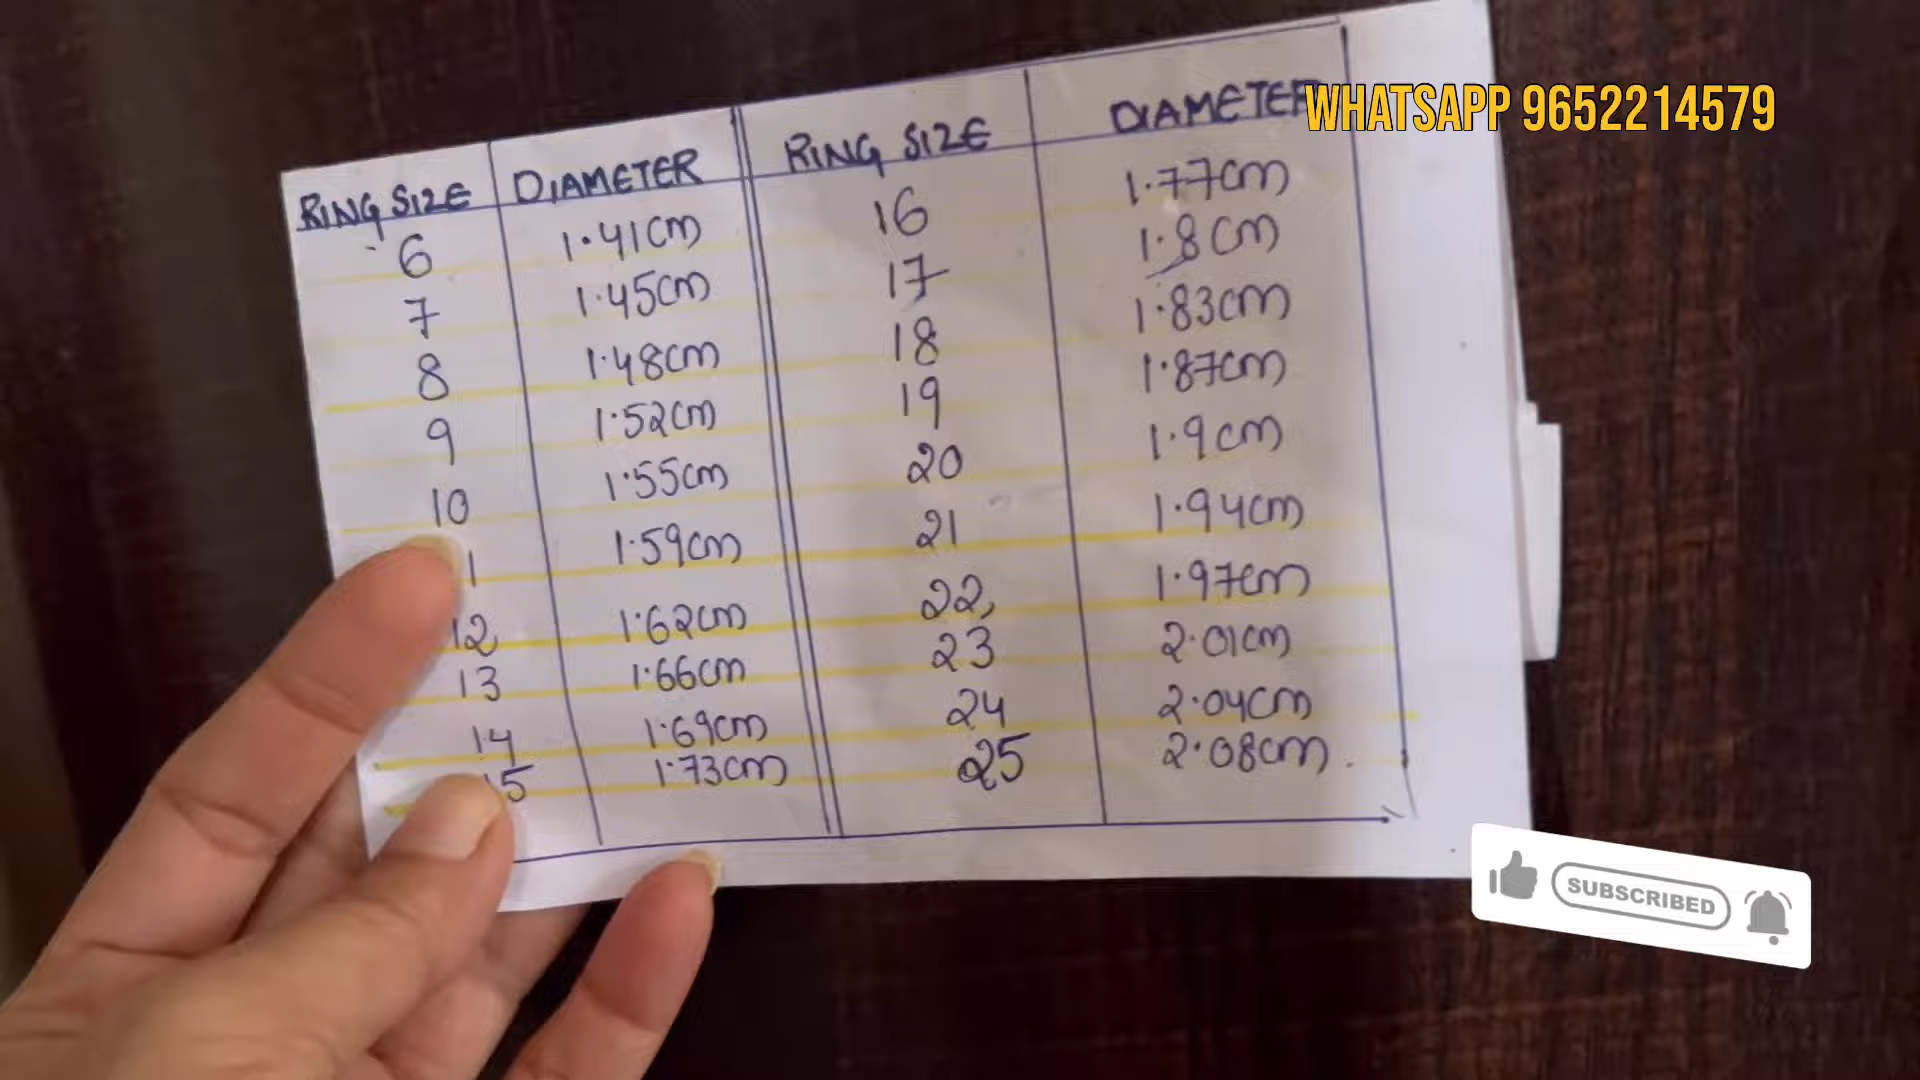 WHATSAPP 9652214579
RING SIZE DIAMETER RING SIZE DIAMETER
6 1.41cm 16 1.77cm
7 1.45cm 17 1.8cm
8 1.48cm 18 1.83cm
9 1.52cm 19 1.87cm
10 1.55cm 20 1.9cm
1 1.59cm 21 1.94cm
12 1.62cm 22, 1.97cm
13 1.66cm 23 2.01cm
14 1.69cm 24 2.04cm
15 1.73cm 25 2.08cm.
SUBSCRIBED